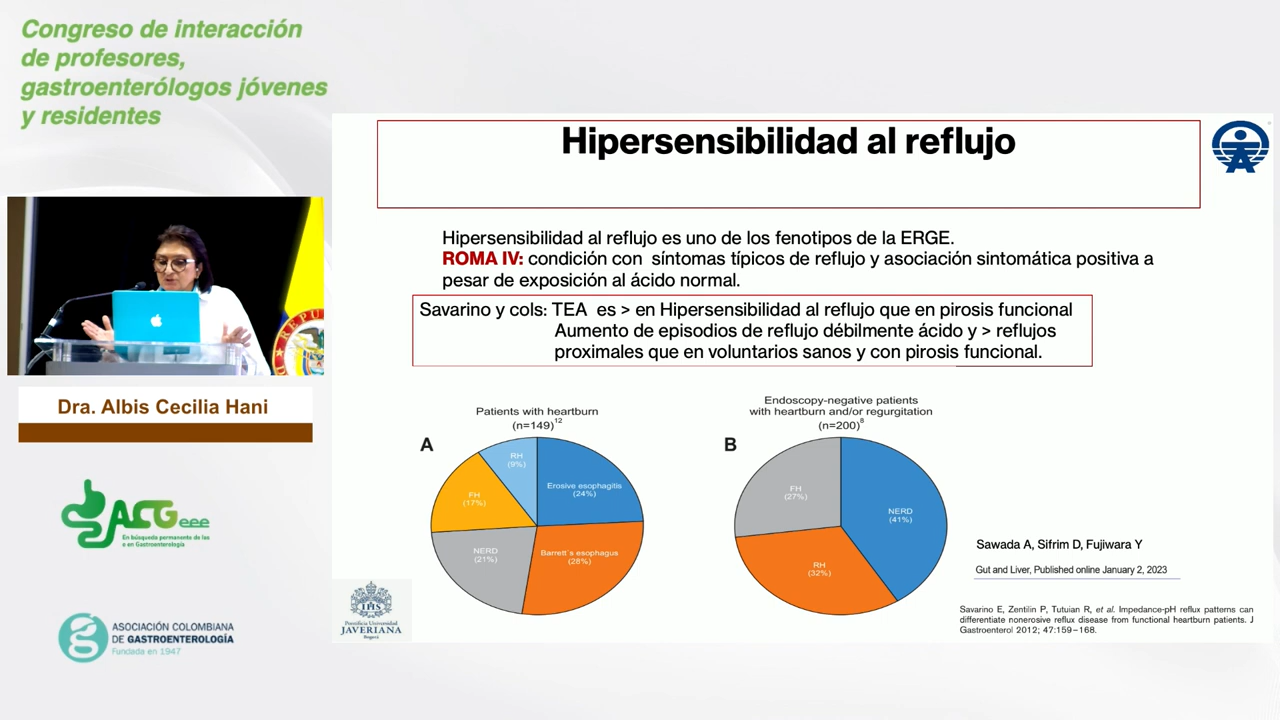 Congreso de interacción
de profesores,
gastroenterólogos jóvenes
y residentes
Hipersensibilidad al reflujo
Hipersensibilidad al reflujo es uno de los fenotipos de la ERGE.
ROMA IV: condición con síntomas típicos de reflujo y asociación sintomática positiva a
pesar de exposición al ácido normal.
Savarino y cols: TEA es > en Hipersensibilidad al reflujo que en pirosis funcional
Aumento de episodios de reflujo débilmente ácido y > reflujos
proximales que en voluntarios sanos y con pirosis funcional.
Patients with heartburn
(n=149)12
A
RH
(9%)
Erosive esophagitis
(24%)
FH
(17%)
NERD
(21%)
Barrett's esophagus
(28%)
Endoscopy-negative patients
with heartburn and/or regurgitation
(n=200)8
B
FH
(27%)
NERD
(41%)
RH
(32%)
Sawada A, Sifrim D, Fujiwara Y
Gut and Liver, Published online January 2, 2023
Savarino E, Zentilin P, Tutuian R, et al. Impedance-pH reflux patterns can
differentiate nonerosive reflux disease from functional heartburn patients. J
Gastroenterol 2012; 47:159–168.
IHS
Pontificia Universidad
JAVERIANA
Bogotá
Dra. Albis Cecilia Hani
ACGeee
En búsqueda permanente de las
e en Gastroenterología
ASOCIACIÓN COLOMBIANA
DE GASTROENTEROLOGÍA
Fundada en 1947